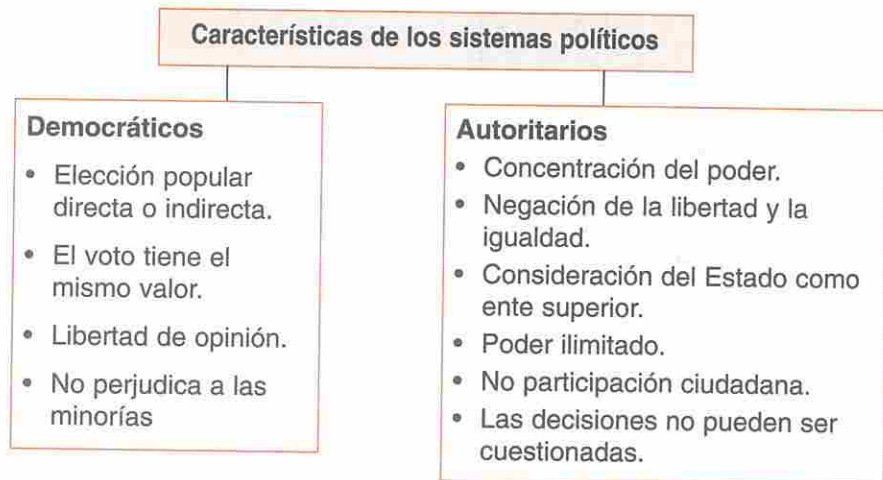 Características de los sistemas políticos
Democráticos
• Elección popular
directa o indirecta.
• El voto tiene el
mismo valor.
• Libertad de opinión.
• No perjudica a las
minorías
Autoritarios
• Concentración del poder.
• Negación de la libertad y la
igualdad.
• Consideración del Estado como
ente superior.
• Poder ilimitado.
• No participación ciudadana.
• Las decisiones no pueden ser
cuestionadas.